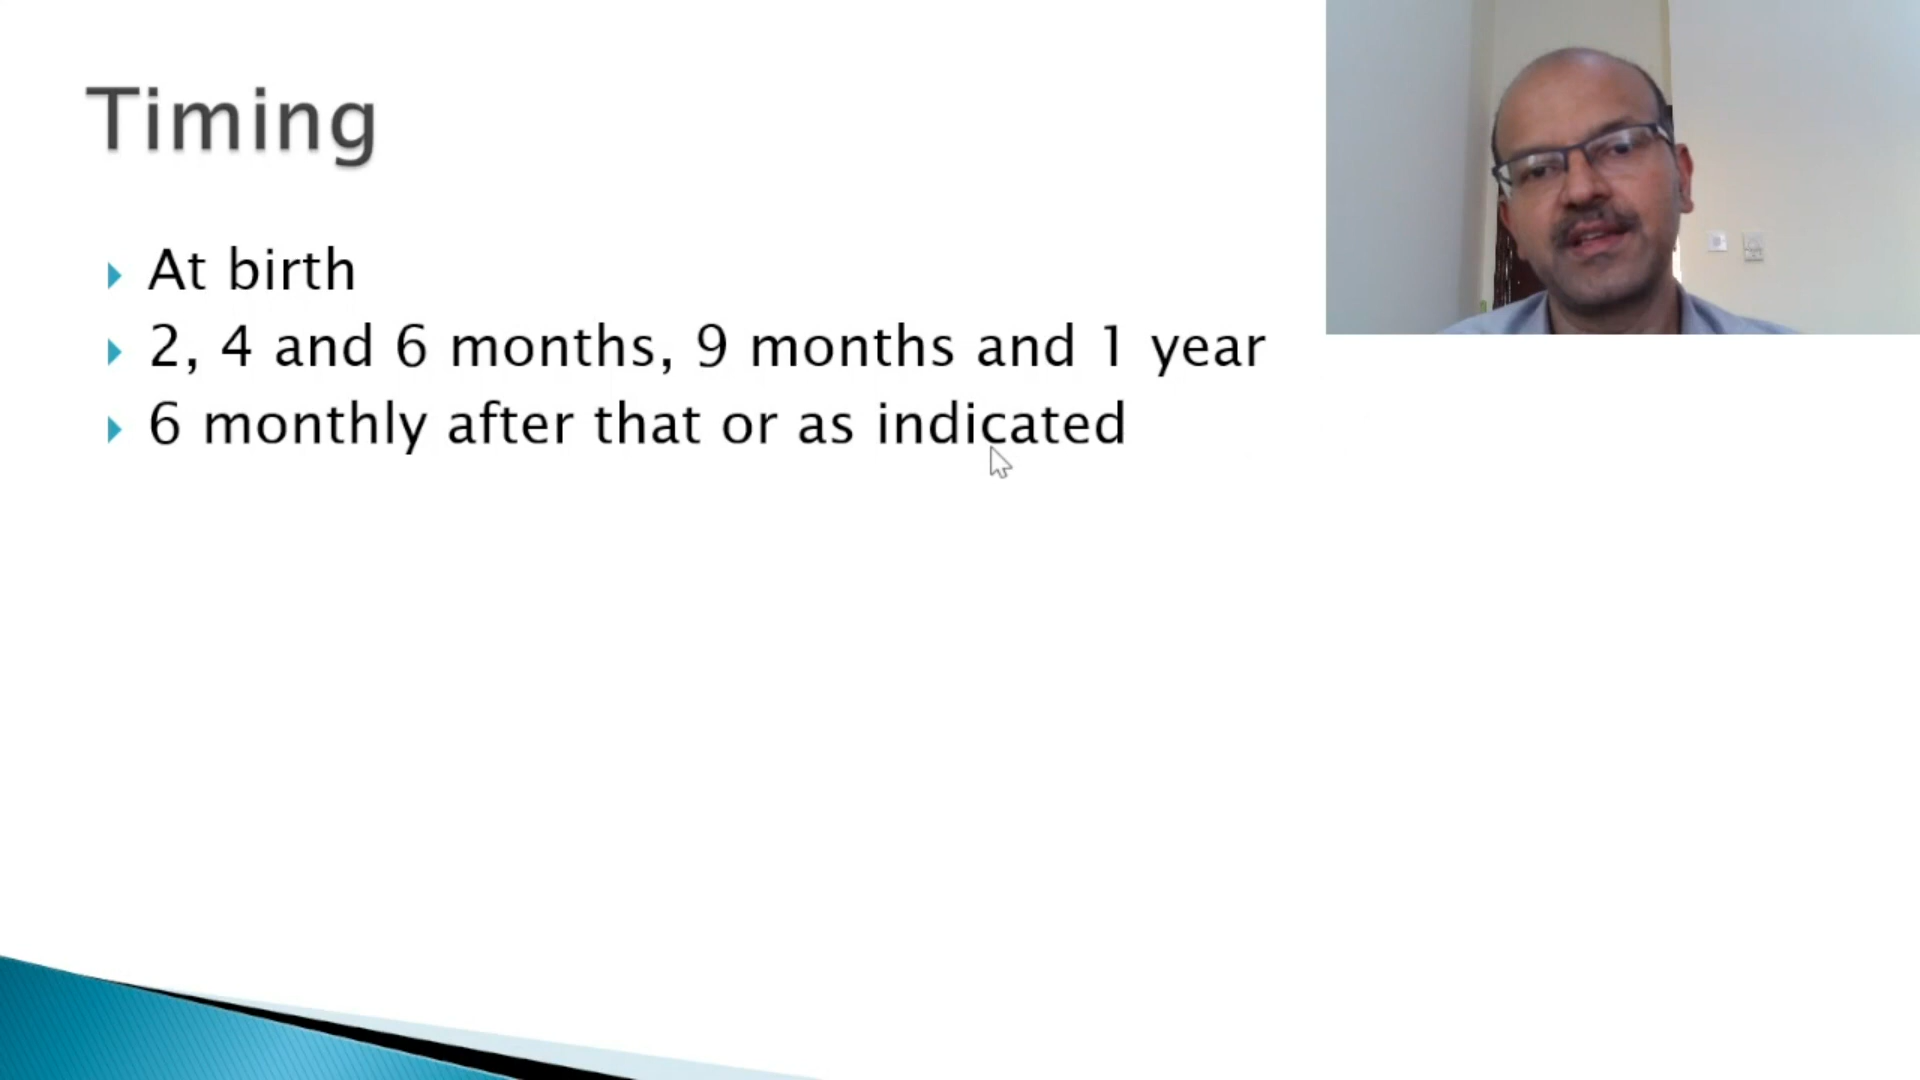 Timing
At birth
2, 4 and 6 months, 9 months and 1 year
6 monthly after that or as indicated